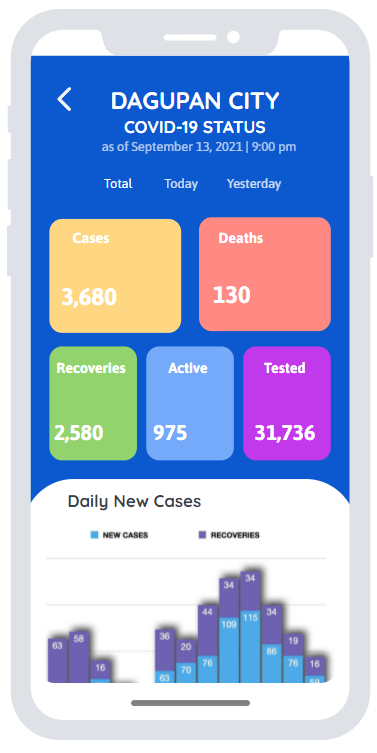 DAGUPAN CITY
COVID-19 STATUS
as of September 13, 2021 | 9:00 pm
Total Today Yesterday
Cases Deaths
3,680 130
Recoveries Active Tested
2,580 975 31,736
Daily New Cases
NEW CASES RECOVERIES
34 34
44 109 115 34
63 58 36 20 19
16 76 86 76 16
63 70